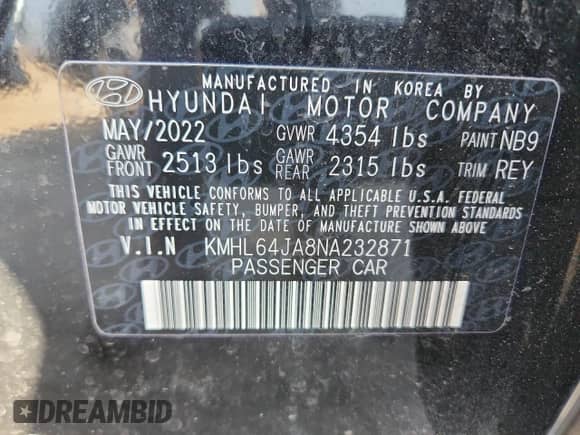 MANUFACTURED IN KOREA BY
HYUNDAI MOTOR COMPANY
MAY/2022 GVWR 4354 lbs PAINT NB9
GAWR FRONT 2513 lbs GAWR REAR 2315 lbs TRIM REY
THIS VEHICLE CONFORMS TO ALL APPLICABLE U.S.A. FEDERAL
MOTOR VEHICLE SAFETY, BUMPER, AND THEFT PREVENTION STANDARDS
IN EFFECT ON THE DATE OF MANUFACTURE SHOWN ABOVE
V.I.N KMHL64JA8NA232871
PASSENGER CAR
DREAMBID